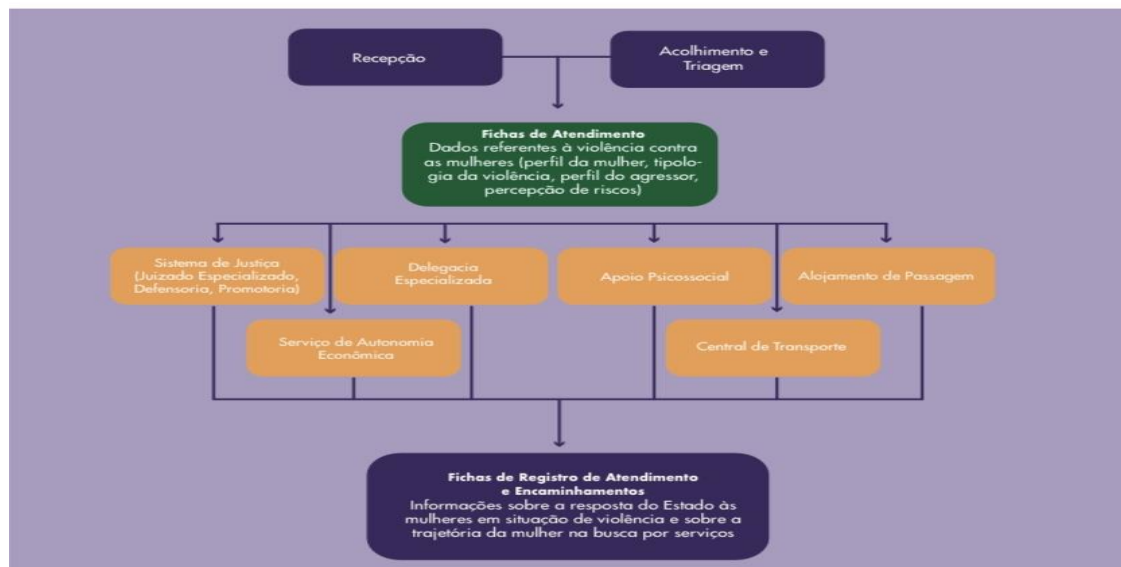 Recepção
Acolhimento e
Triagem
Fichas de Atendimento
Dados referentes à violência contra
as mulheres (perfil da mulher, tipolo-
gia da violência, perfil do agressor,
percepção de riscos)
Sistema de Justiça
(Juizado Especializado,
Defensoria, Promotoria)
Delegacia
Especializada
Apoio Psicossocial
Alojamento de Passagem
Serviço de Autonomia
Econômica
Central de Transporte
Fichas de Registro de Atendimento
e Encaminhamentos
Informações sobre a resposta do Estado às
mulheres em situação de violência e sobre a
trajetória da mulher na busca por serviços